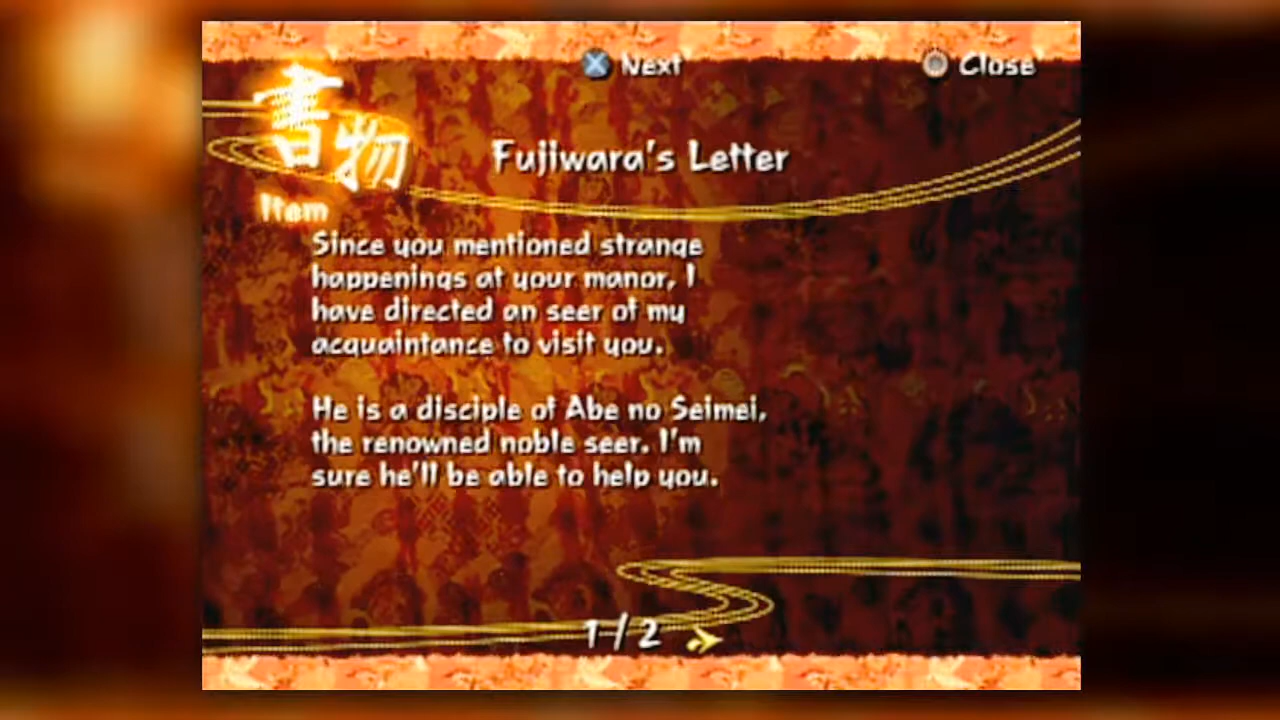 Next
Close
書物
Item
Fujiwara's Letter
Since you mentioned strange
happenings at your manor, I
have directed an seer of my
acquaintance to visit you.
He is a disciple of Abe no Seimei,
the renowned noble seer. I'm
sure he'll be able to help you.
1/2